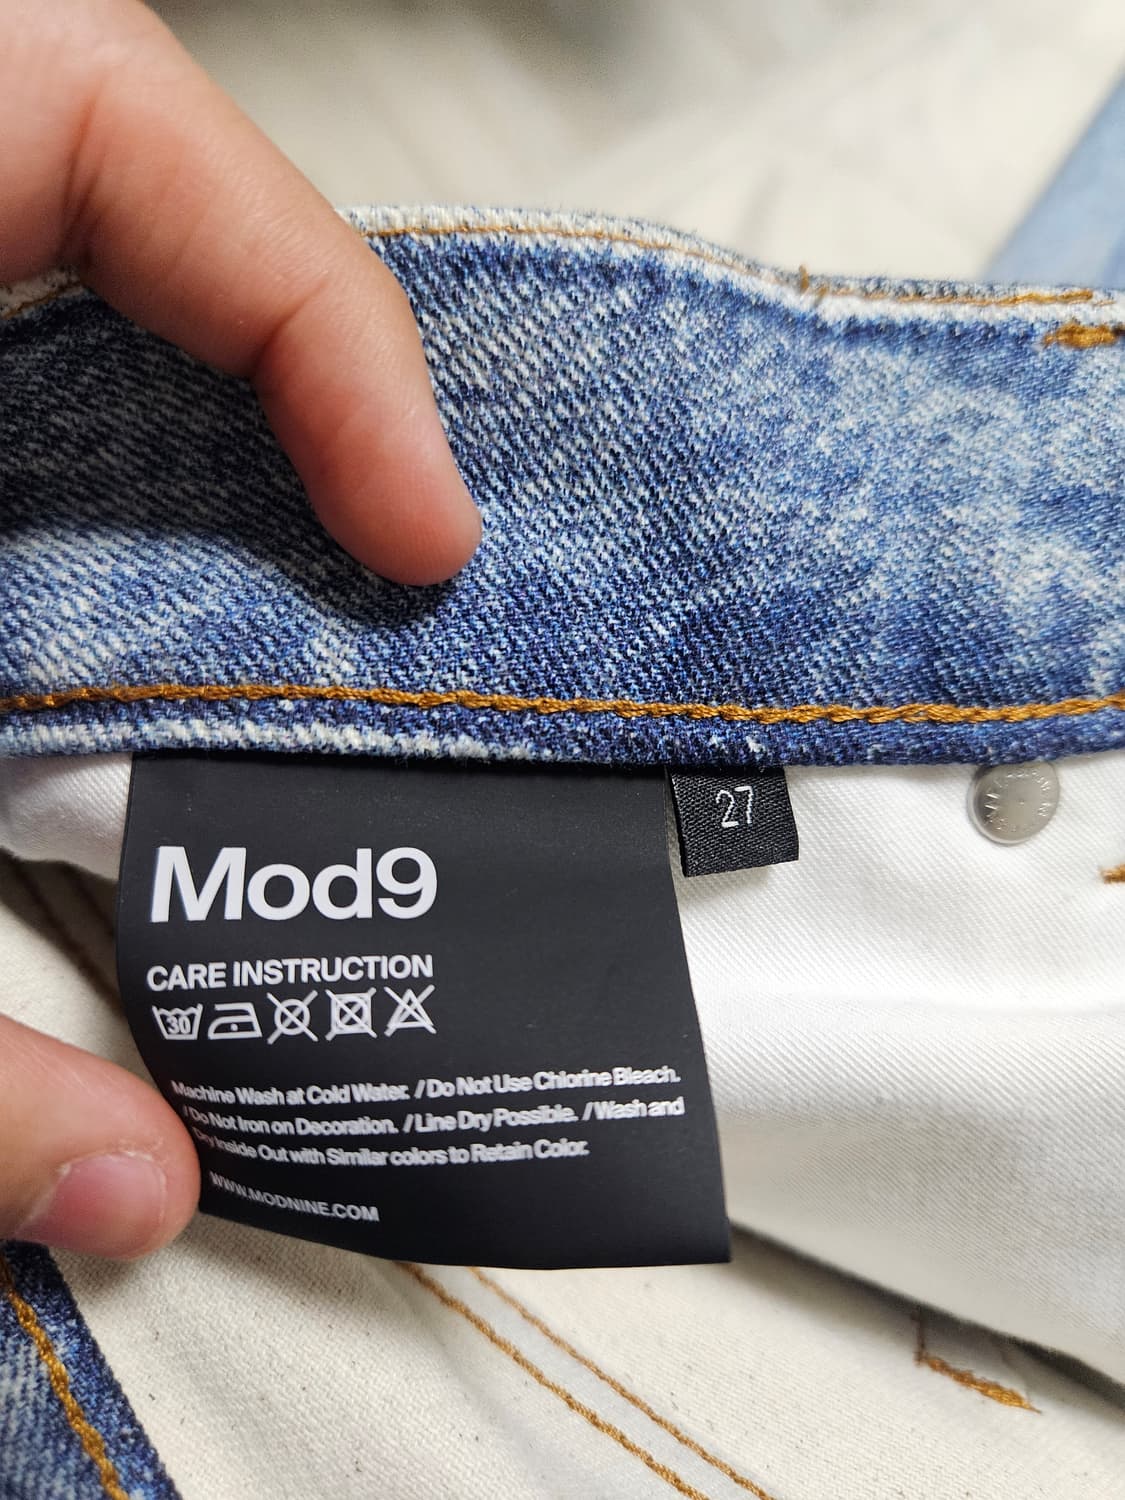 27
Mod9
CARE INSTRUCTION
30
Machine Wash at Cold Water. / Do Not Use Chlorine Bleach.
/ Do Not Iron on Decoration. / Line Dry Possible. / Wash and
Dry Inside Out with Similar colors to Retain Color.
WWW.MODNINE.COM